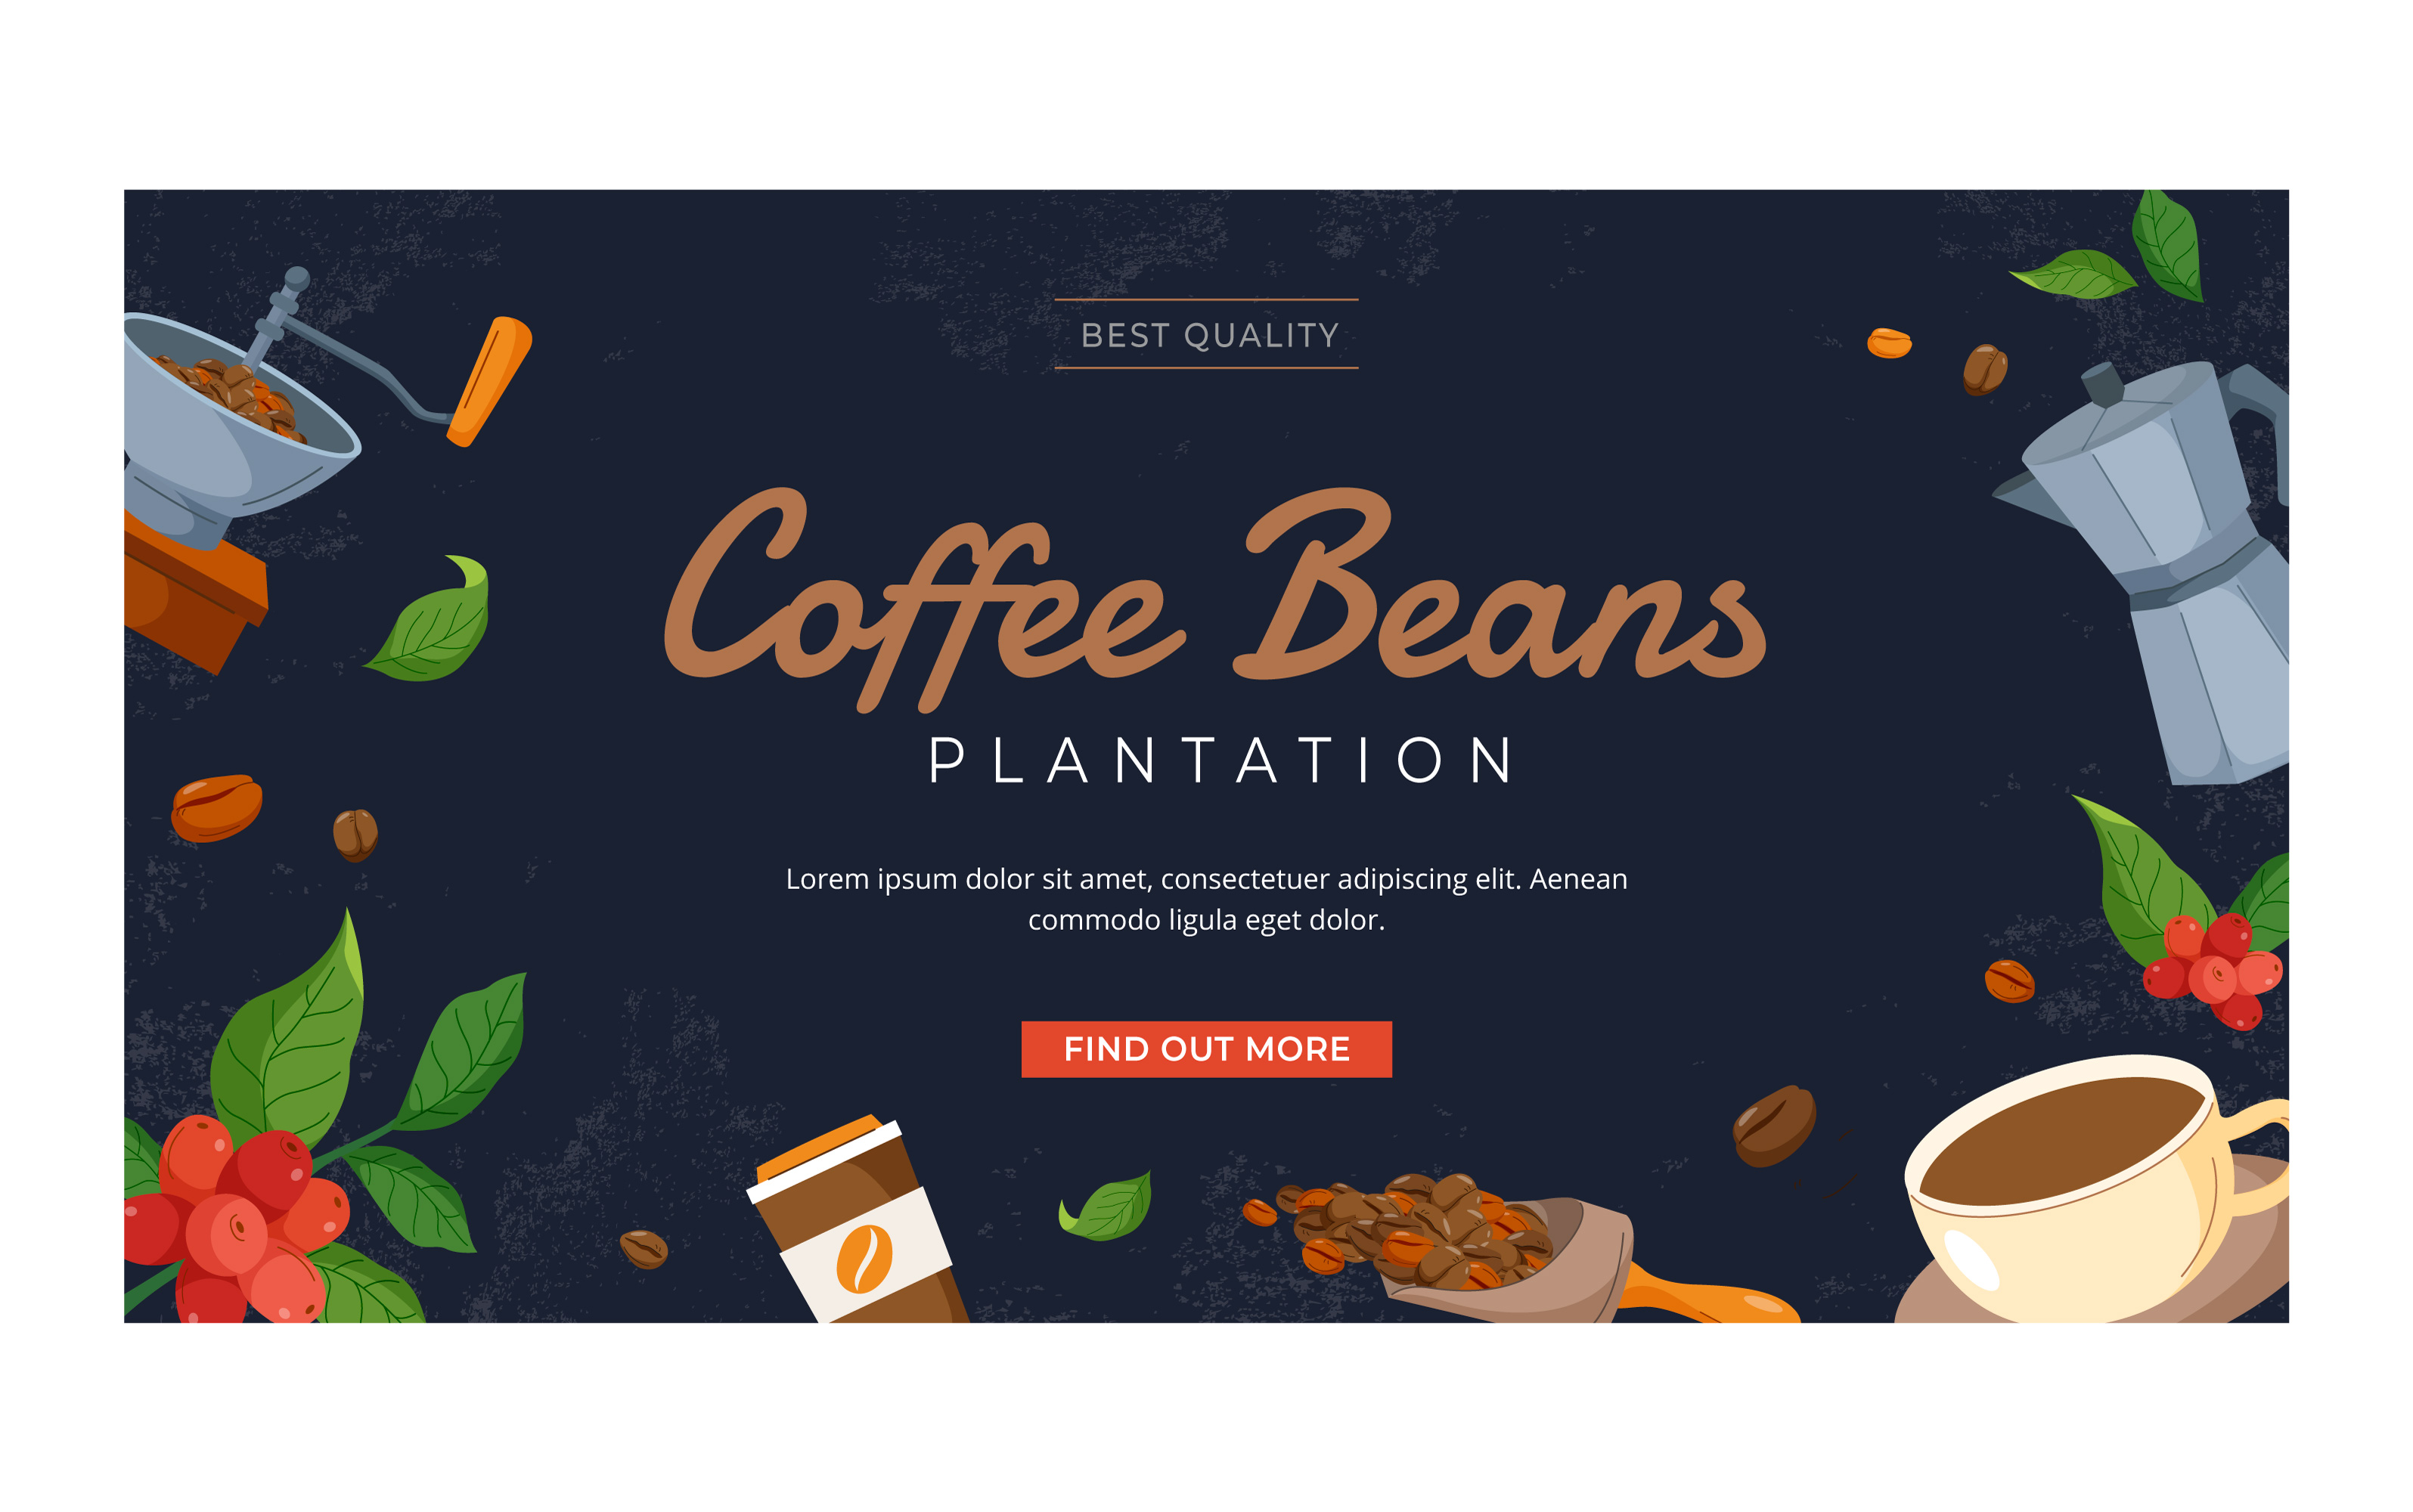 BEST QUALITY
Coffee Beans
PLANTATION
Lorem ipsum dolor sit amet, consectetuer adipiscing elit. Aenean
commodo ligula eget dolor.
FIND OUT MORE